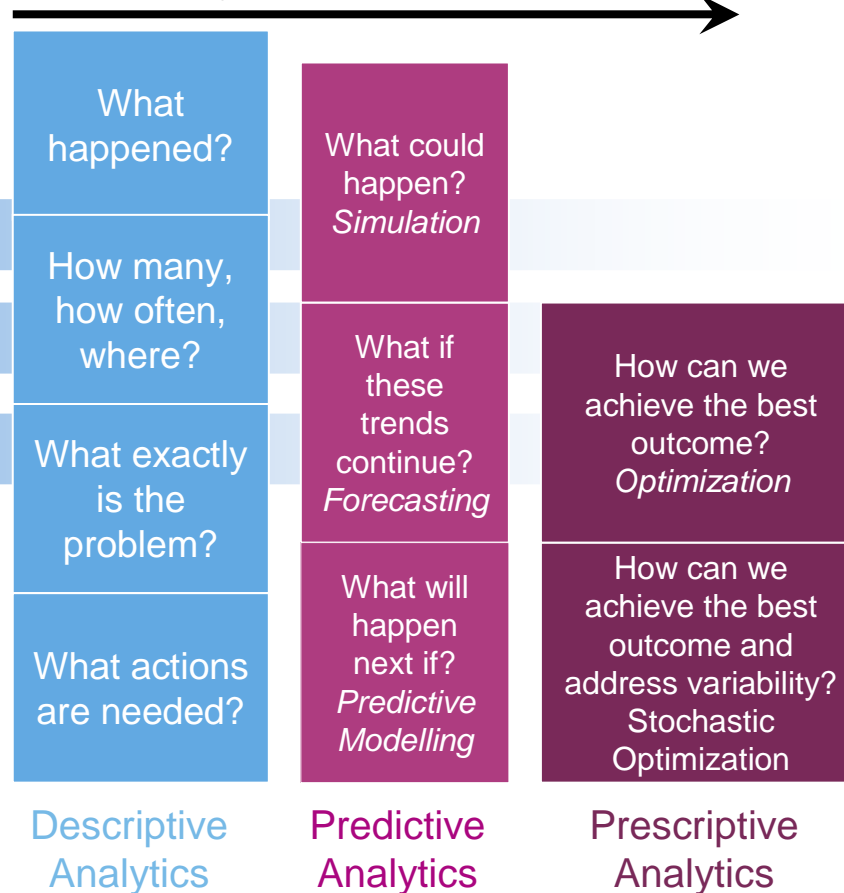 What
happened?
How many,
how often,
where?
What exactly
is the
problem?
What actions
are needed?
Descriptive
Analytics
What could
happen?
Simulation
What if
these
trends
continue?
Forecasting
What will
happen
next if?
Predictive
Modelling
Predictive
Analytics
How can we
achieve the best
outcome?
Optimization
How can we
achieve the best
outcome and
address variability?
Stochastic
Optimization
Prescriptive
Analytics